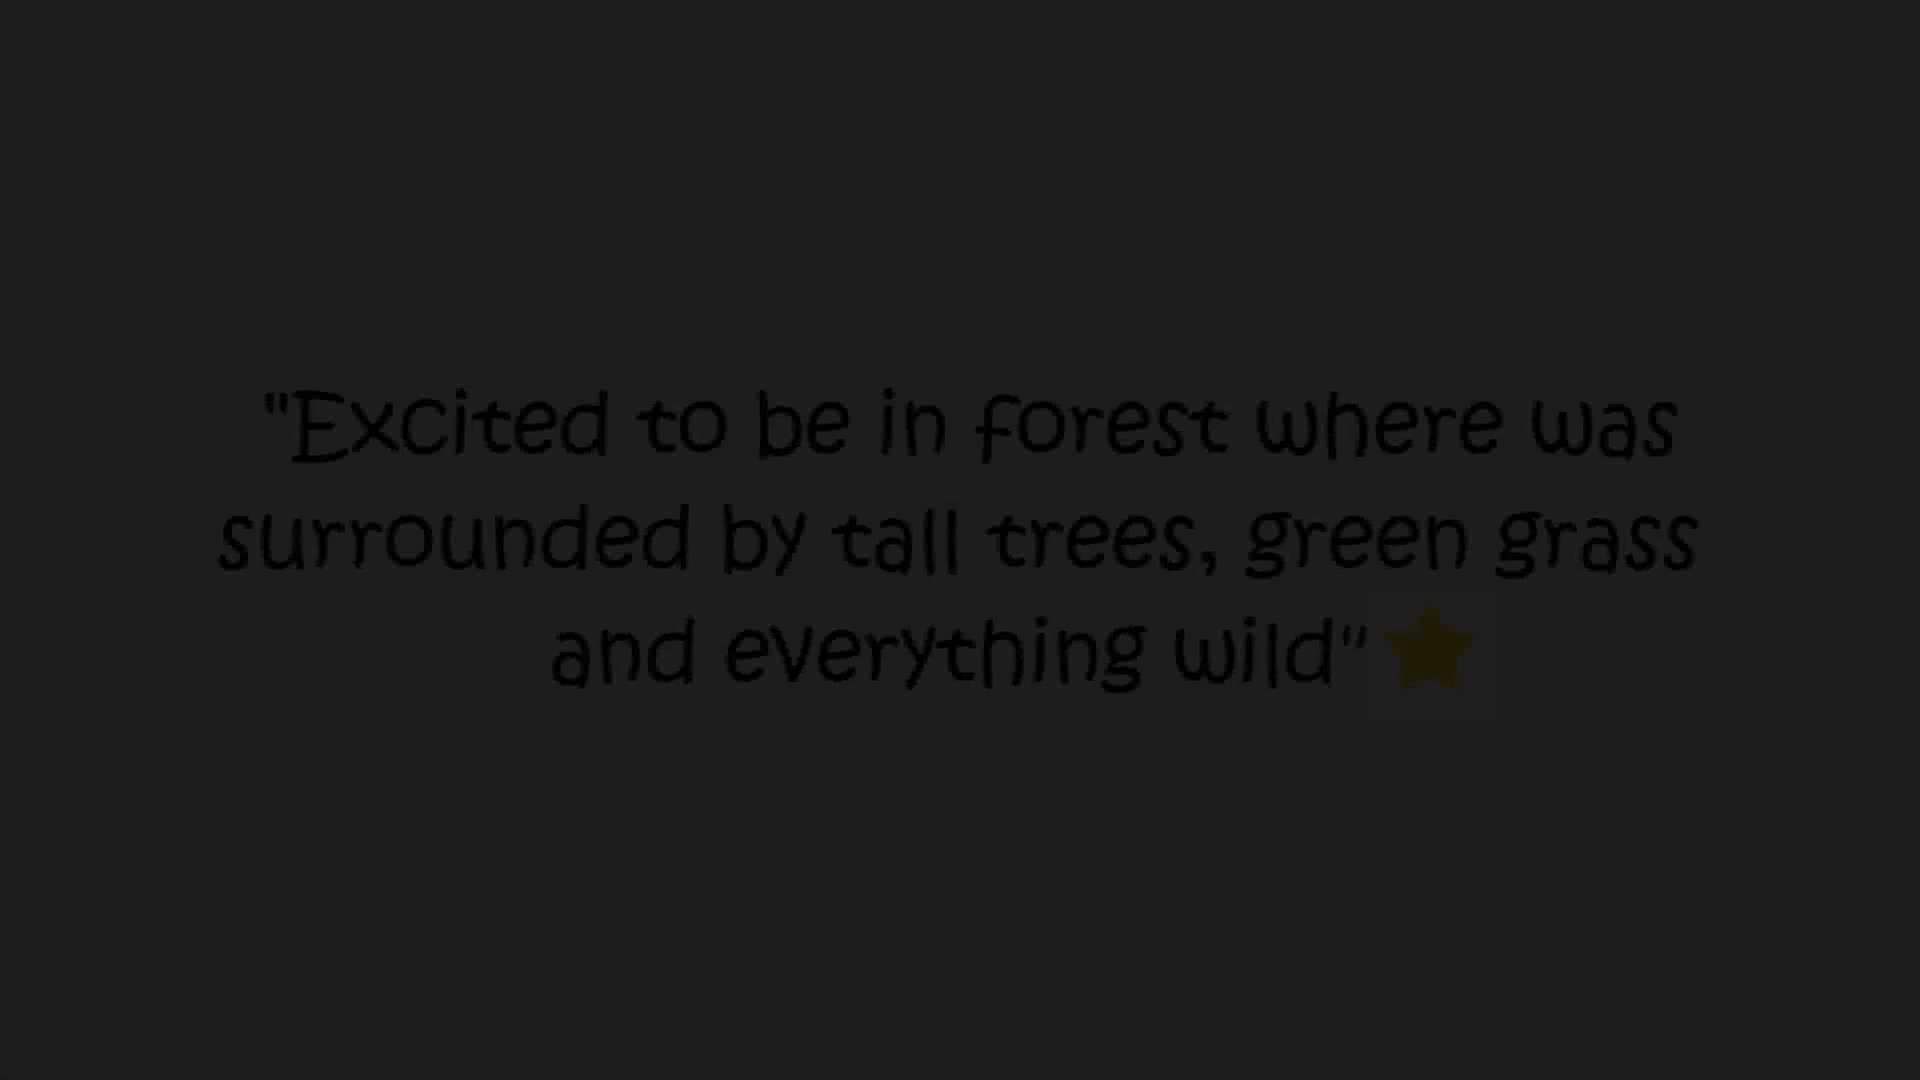 "Excited to be in forest where was
surrounded by tall trees, green grass
and everything wild"